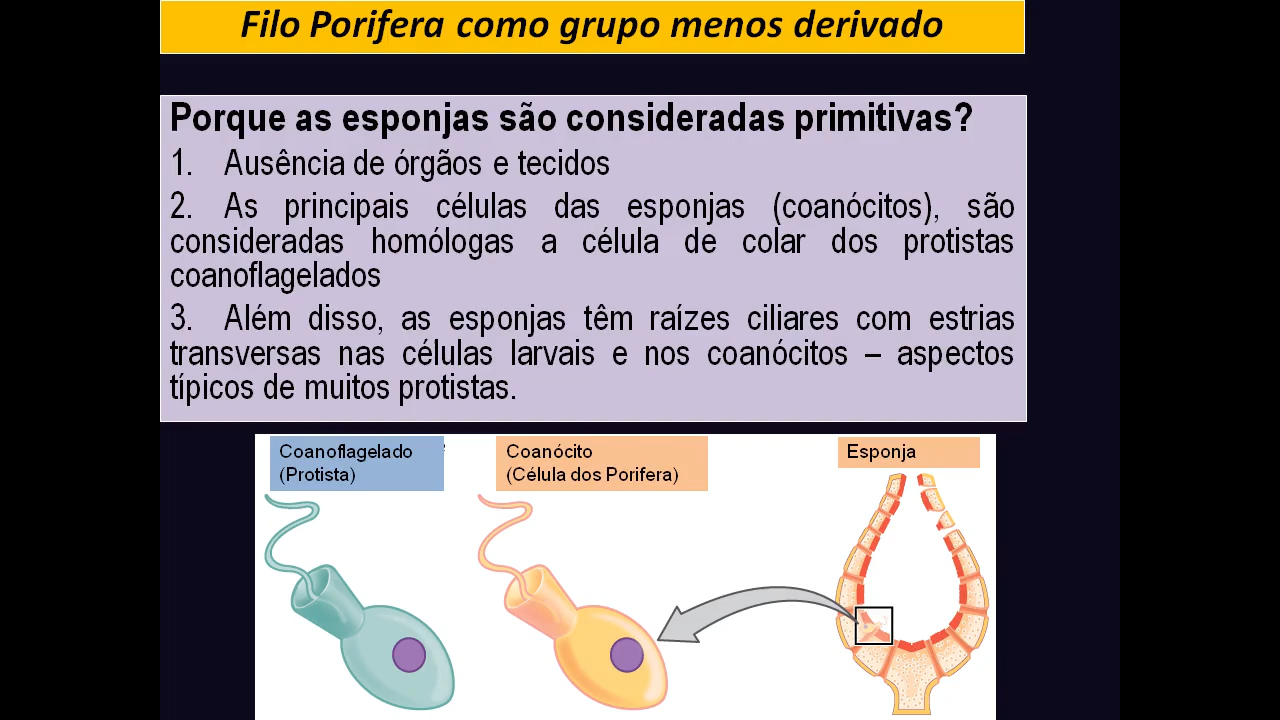 Filo Porifera como grupo menos derivado
Porque as esponjas são consideradas primitivas?
1. Ausência de órgãos e tecidos
2. As principais células das esponjas (coanócitos), são
consideradas homólogas a célula de colar dos protistas
coanoflagelados
3. Além disso, as esponjas têm raízes ciliares com estrias
transversas nas células larvais e nos coanócitos – aspectos
típicos de muitos protistas.
Coanoflagelado
(Protista)
Coanócito
(Célula dos Porifera)
Esponja